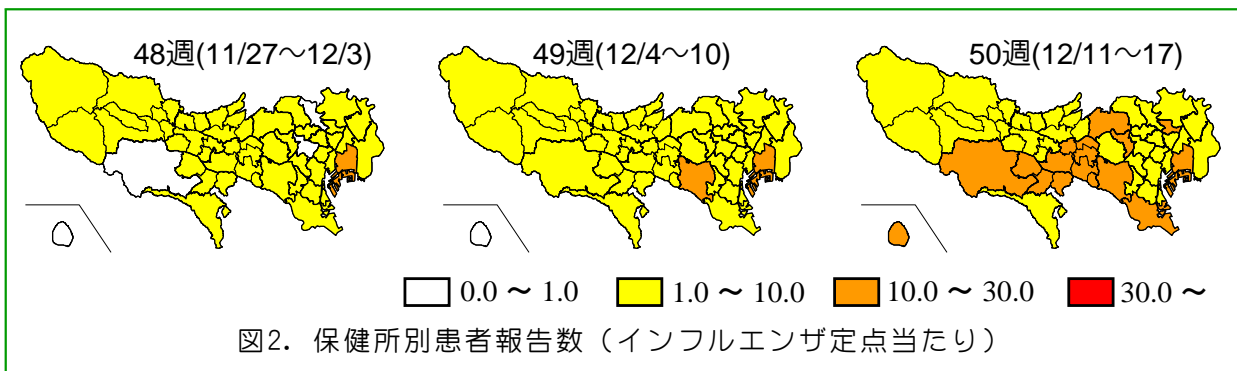 48週(11/27～12/3)
49週(12/4～10)
50週(12/11～17)
0.0 ～ 1.0
1.0 ～ 10.0
10.0 ～ 30.0
30.0 ～
図2. 保健所別患者報告数（インフルエンザ定点当たり）